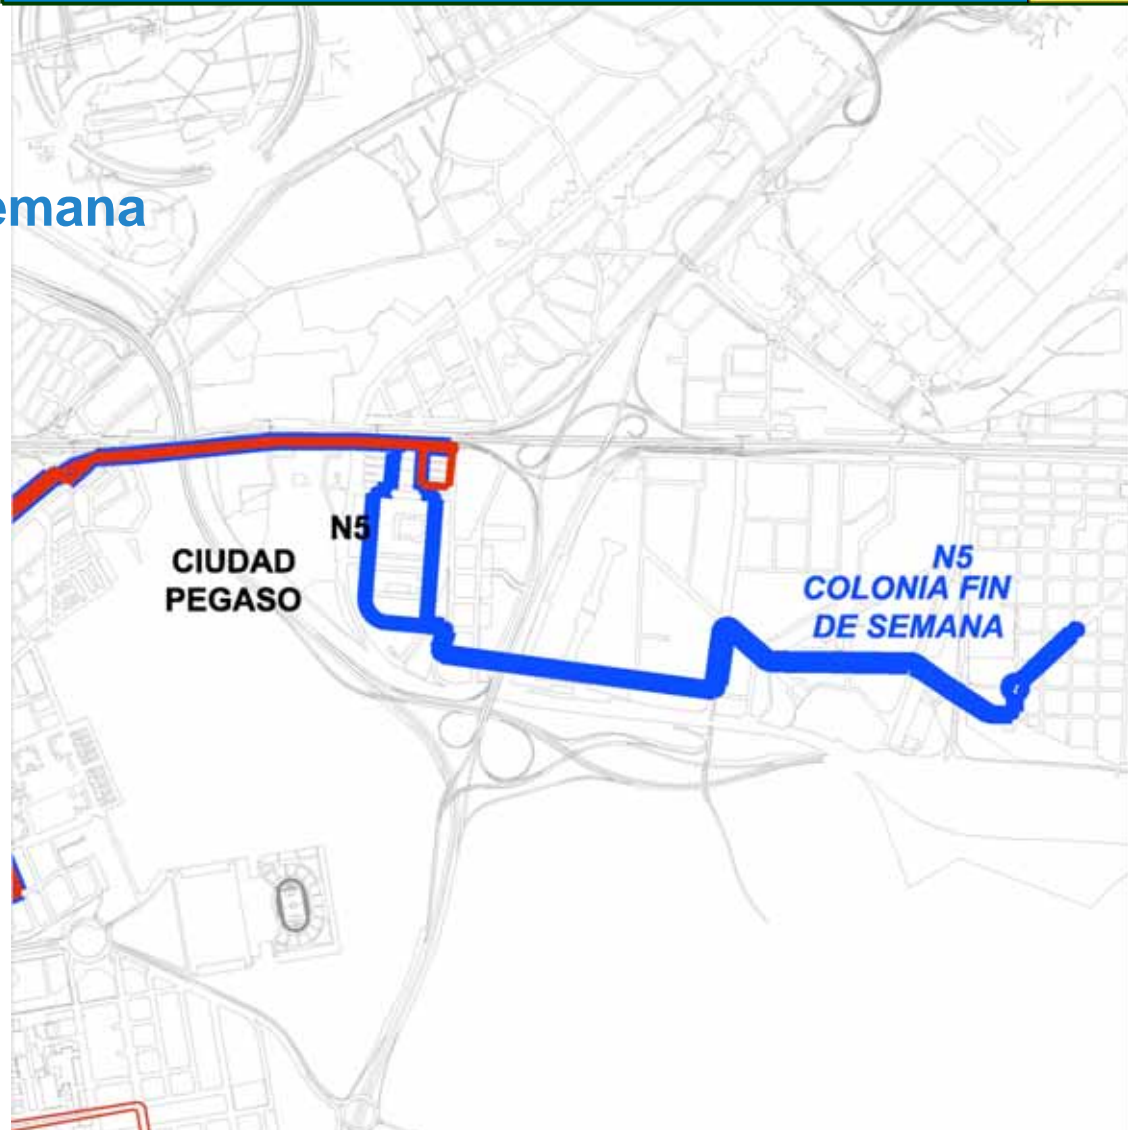 emana
N5
CIUDAD
PEGASO
N5
COLONIA FIN
DE SEMANA